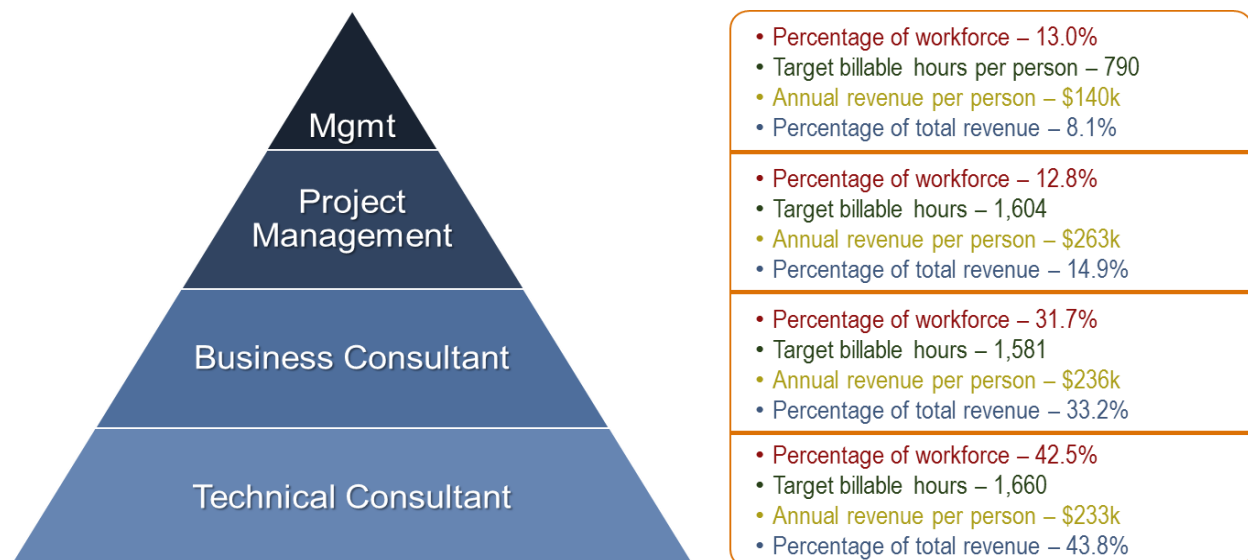 Mgmt
Project
Management
Business Consultant
Technical Consultant
• Percentage of workforce – 13.0%
• Target billable hours per person – 790
• Annual revenue per person – $140k
• Percentage of total revenue – 8.1%
• Percentage of workforce – 12.8%
• Target billable hours – 1,604
• Annual revenue per person – $263k
• Percentage of total revenue – 14.9%
• Percentage of workforce – 31.7%
• Target billable hours – 1,581
• Annual revenue per person – $236k
• Percentage of total revenue – 33.2%
• Percentage of workforce – 42.5%
• Target billable hours – 1,660
• Annual revenue per person – $233k
• Percentage of total revenue – 43.8%